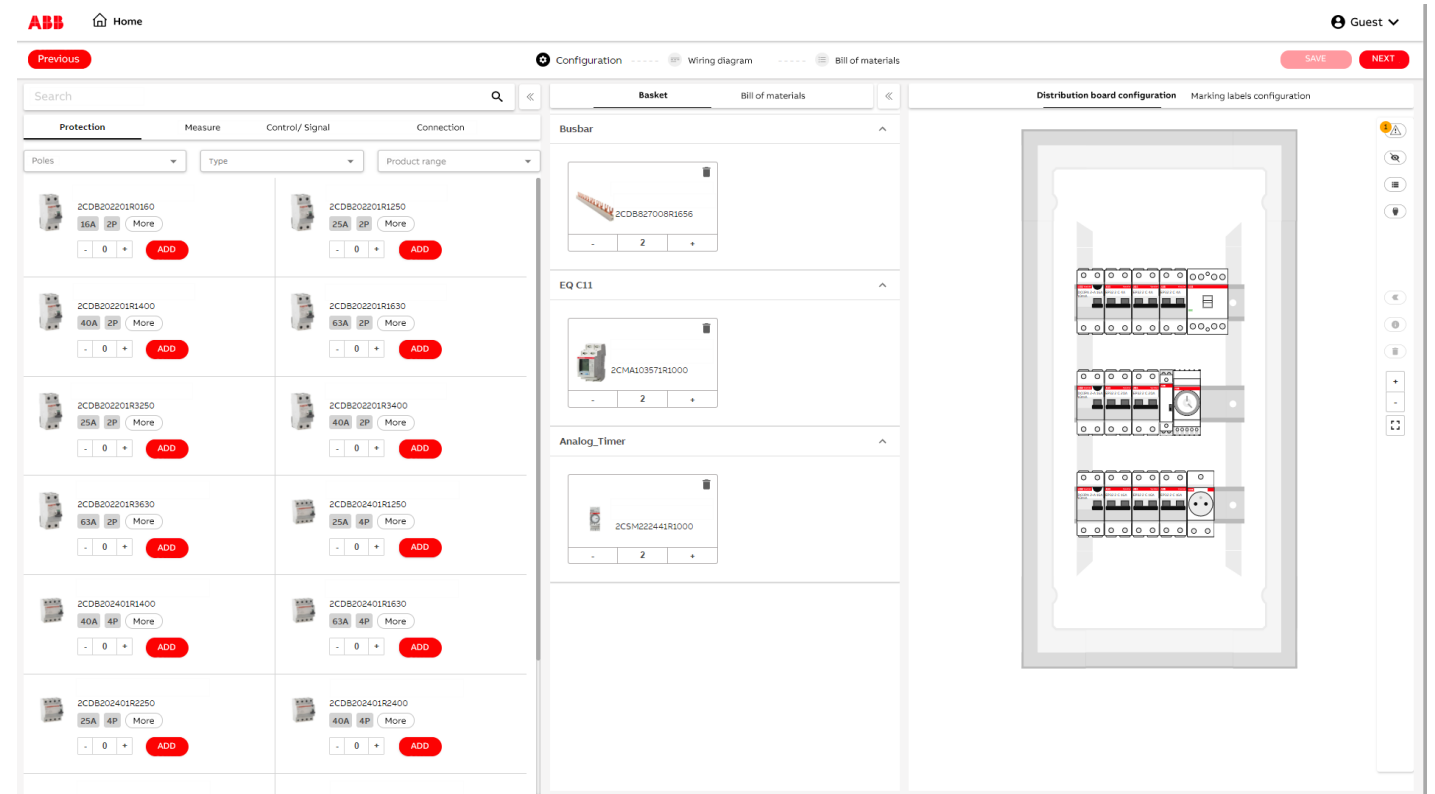 ABB Home Guest
Previous Configuration Wiring diagram Bill of materials SAVE NEXT
Search
Basket Bill of materials
Distribution board configuration Marking labels configuration
Protection Measure Control/ Signal Connection
Poles Type Product range
2CDB202201R0160
16A 2P More
- 0 + ADD
2CDB202201R1250
25A 2P More
- 0 + ADD
2CDB202201R1400
40A 2P More
- 0 + ADD
2CDB202201R1630
63A 2P More
- 0 + ADD
2CDB202201R3250
25A 2P More
- 0 + ADD
2CDB202201R3400
40A 2P More
- 0 + ADD
2CDB202201R3630
63A 2P More
- 0 + ADD
2CDB202401R1250
25A 4P More
- 0 + ADD
2CDB202401R1400
40A 4P More
- 0 + ADD
2CDB202401R1630
63A 4P More
- 0 + ADD
2CDB202401R2250
25A 4P More
- 0 + ADD
2CDB202401R2400
40A 4P More
- 0 + ADD
Busbar
2CDB827008R1656
- 2 +
EQ C11
2CMA103571R1000
- 2 +
Analog_Timer
2CSM222441R1000
- 2 +
1
+
-